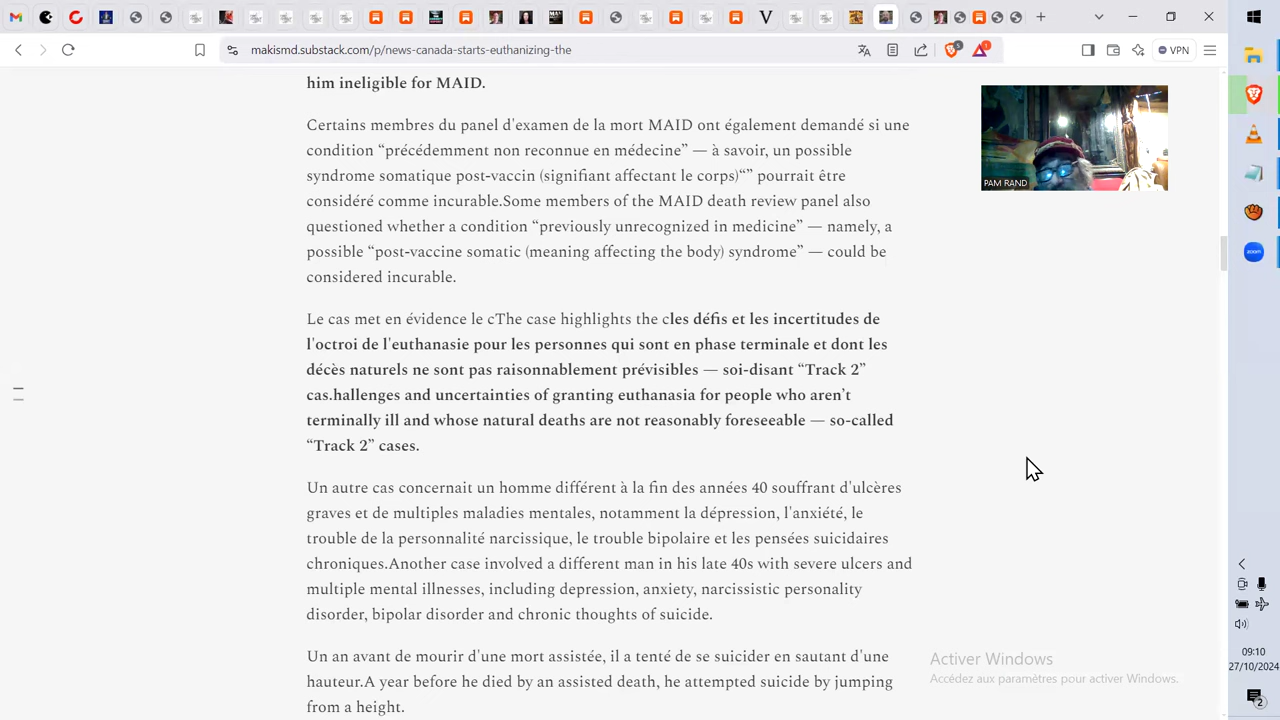 makismd.substack.com/p/news-canada-starts-euthanizing-the
5
1
VPN
him ineligible for MAID.
Certains membres du panel d'examen de la mort MAID ont également demandé si une
condition “précédemment non reconnue en médecine” — à savoir, un possible
syndrome somatique post-vaccin (signifiant affectant le corps)“” pourrait être
considéré comme incurable.Some members of the MAID death review panel also
questioned whether a condition “previously unrecognized in medicine” — namely, a
possible “post-vaccine somatic (meaning affecting the body) syndrome” — could be
considered incurable.
PAM RAND
Le cas met en évidence le cThe case highlights the cles défis et les incertitudes de
l'octroi de l'euthanasie pour les personnes qui sont en phase terminale et dont les
décès naturels ne sont pas raisonnablement prévisibles — soi-disant “Track 2”
cas.hallenges and uncertainties of granting euthanasia for people who aren’t
terminally ill and whose natural deaths are not reasonably foreseeable — so-called
“Track 2” cases.
Un autre cas concernait un homme différent à la fin des années 40 souffrant d'ulcères
graves et de multiples maladies mentales, notamment la dépression, l'anxiété, le
trouble de la personnalité narcissique, le trouble bipolaire et les pensées suicidaires
chroniques.Another case involved a different man in his late 40s with severe ulcers and
multiple mental illnesses, including depression, anxiety, narcissistic personality
disorder, bipolar disorder and chronic thoughts of suicide.
Un an avant de mourir d'une mort assistée, il a tenté de se suicider en sautant d'une
hauteur.A year before he died by an assisted death, he attempted suicide by jumping
from a height.
Activer Windows
Accédez aux paramètres pour activer Windows.
zoom
09:10
27/10/2024
2